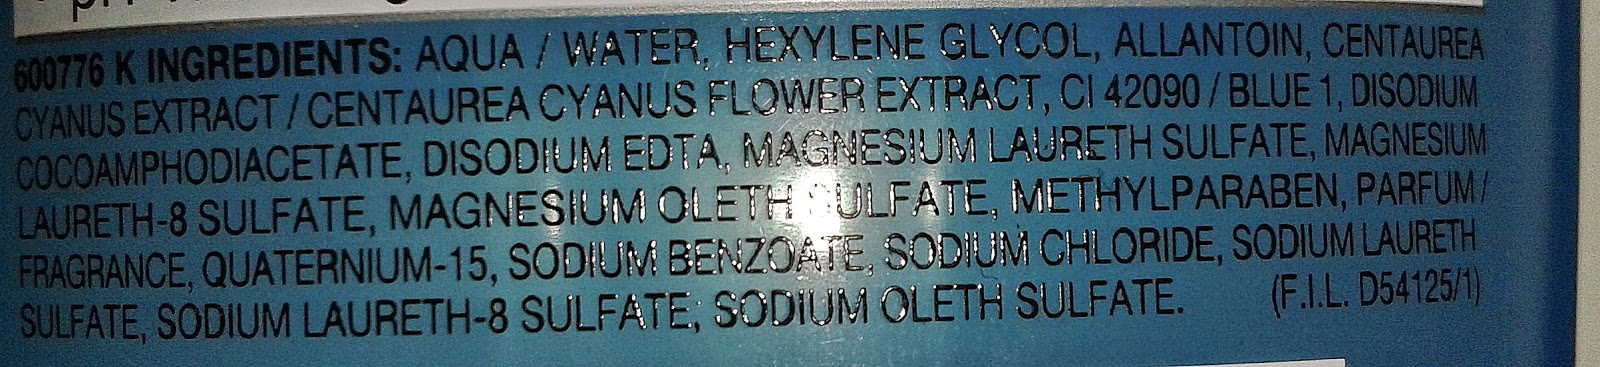 600776 K INGREDIENTS: AQUA / WATER, HEXYLENE GLYCOL, ALLANTOIN, CENTAUREA
CYANUS EXTRACT / CENTAUREA CYANUS FLOWER EXTRACT, CI 42090 / BLUE 1, DISODIUM
COCOAMPHODIACETATE, DISODIUM EDTA, MAGNESIUM LAURETH SULFATE, MAGNESIUM
LAURETH-8 SULFATE, MAGNESIUM OLETH SULFATE, METHYLPARABEN, PARFUM /
FRAGRANCE, QUATERNIUM-15, SODIUM BENZOATE, SODIUM CHLORIDE, SODIUM LAURETH
SULFATE, SODIUM LAURETH-8 SULFATE, SODIUM OLETH SULFATE. (F.I.L. D54125/1)